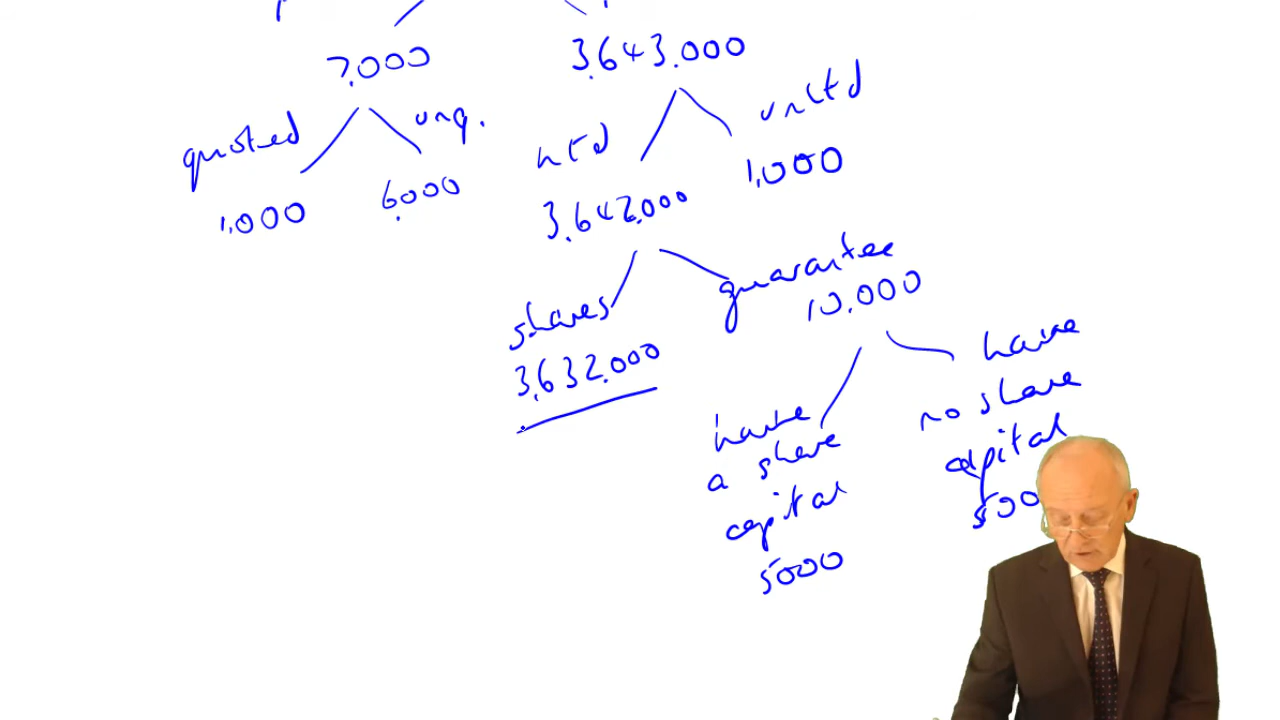 7,000
3,643,000
quoted
unq.
ltd
unltd
1,000
6,000
3,642,000
1,000
shares
guarantee
3,632,000
10,000
have
a share
capital
5000
have
no share
capital